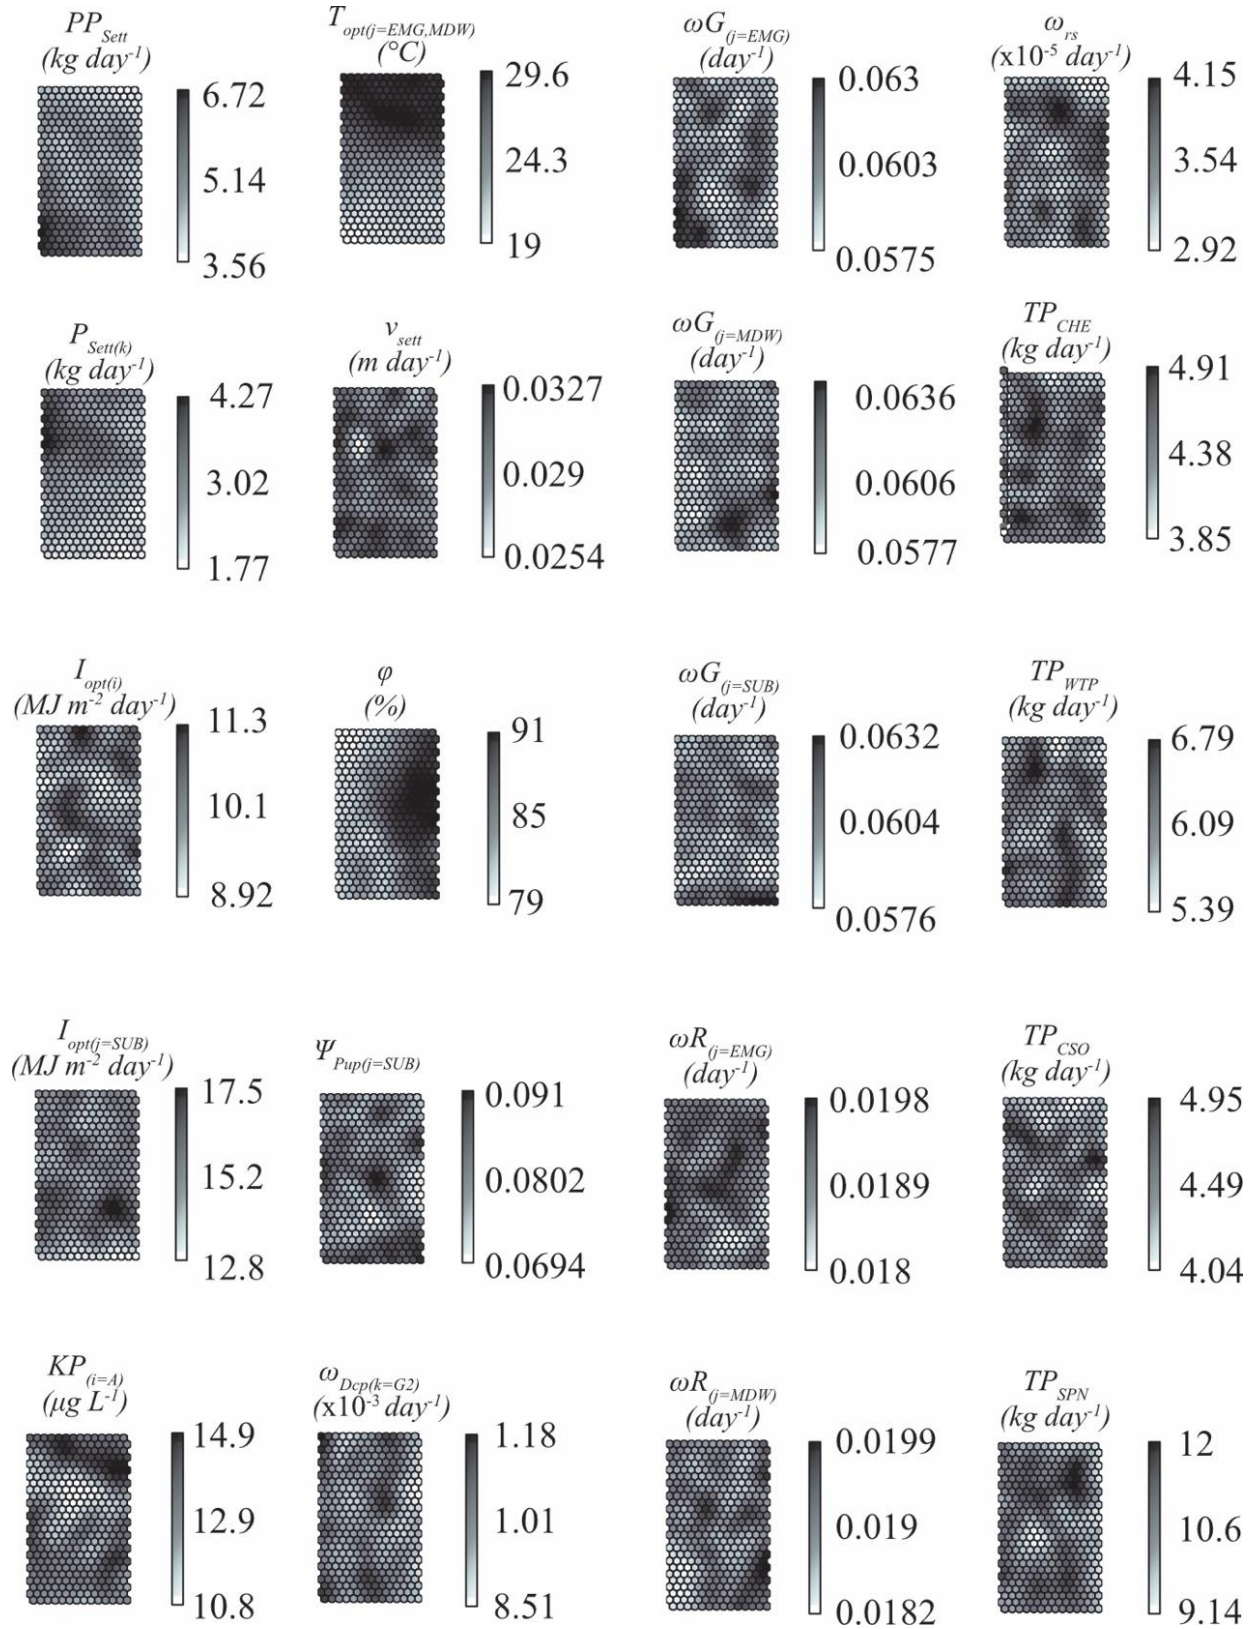 PP_Sett
(kg day⁻¹)
6.72
5.14
3.56
T_opt(j=EMG,MDW)
(°C)
29.6
24.3
19
ωG_(j=EMG)
(day⁻¹)
0.063
0.0603
0.0575
ω_rs
(x10⁻⁵ day⁻¹)
4.15
3.54
2.92
P_Sett(k)
(kg day⁻¹)
4.27
3.02
1.77
v_sett
(m day⁻¹)
0.0327
0.029
0.0254
ωG_(j=MDW)
(day⁻¹)
0.0636
0.0606
0.0577
TP_CHE
(kg day⁻¹)
4.91
4.38
3.85
I_opt(i)
(MJ m⁻² day⁻¹)
11.3
10.1
8.92
φ
(%)
91
85
79
ωG_(j=SUB)
(day⁻¹)
0.0632
0.0604
0.0576
TP_WTP
(kg day⁻¹)
6.79
6.09
5.39
I_opt(j=SUB)
(MJ m⁻² day⁻¹)
17.5
15.2
12.8
Ψ_Pup(j=SUB)
0.091
0.0802
0.0694
ωR_(j=EMG)
(day⁻¹)
0.0198
0.0189
0.018
TP_CSO
(kg day⁻¹)
4.95
4.49
4.04
KP_(i=A)
(μg L⁻¹)
14.9
12.9
10.8
ω_Dcp(k=G2)
(x10⁻³ day⁻¹)
1.18
1.01
8.51
ωR_(j=MDW)
(day⁻¹)
0.0199
0.019
0.0182
TP_SPN
(kg day⁻¹)
12
10.6
9.14